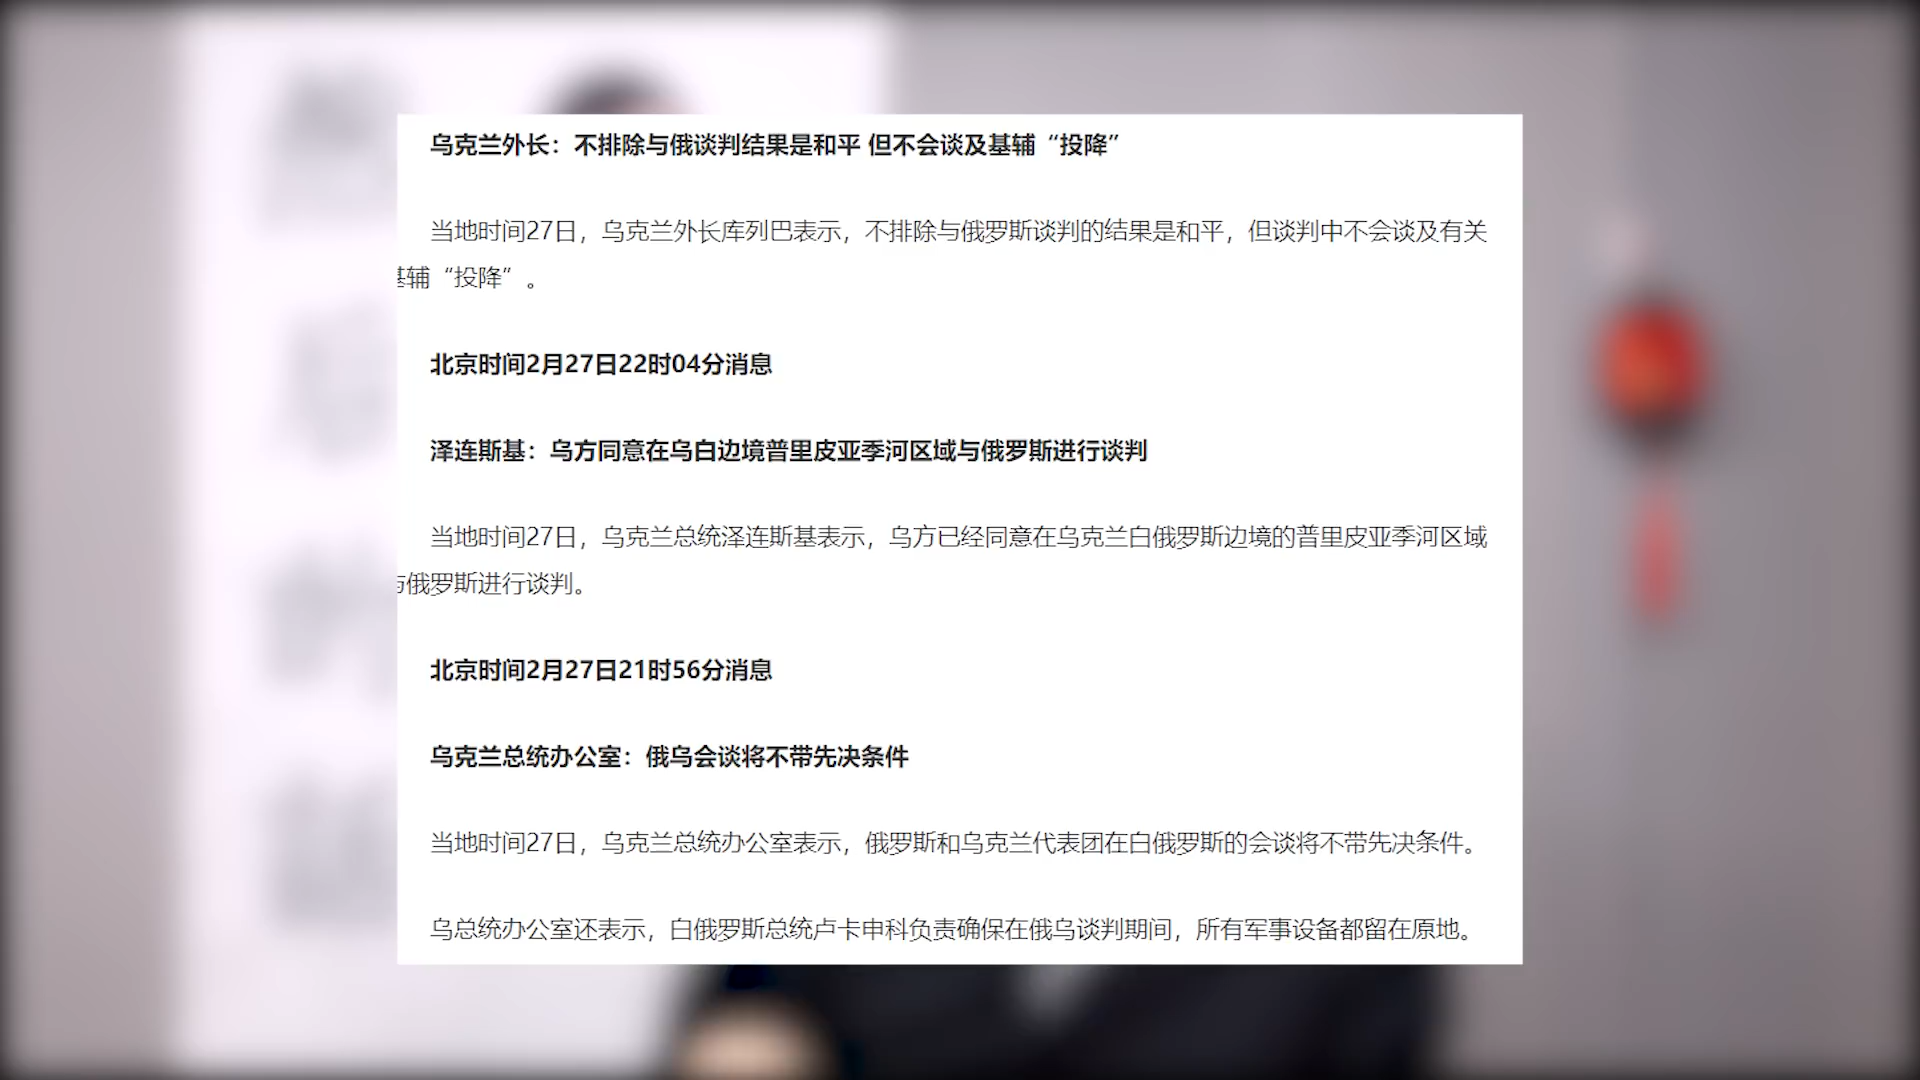 乌克兰外长：不排除与俄谈判结果是和平 但不会谈及基辅“投降”
当地时间27日，乌克兰外长库列巴表示，不排除与俄罗斯谈判的结果是和平，但谈判中不会谈及有关
基辅“投降”。
北京时间2月27日22时04分消息
泽连斯基：乌方同意在乌白边境普里皮亚季河区域与俄罗斯进行谈判
当地时间27日，乌克兰总统泽连斯基表示，乌方已经同意在乌克兰白俄罗斯边境的普里皮亚季河区域
与俄罗斯进行谈判。
北京时间2月27日21时56分消息
乌克兰总统办公室：俄乌会谈将不带先决条件
当地时间27日，乌克兰总统办公室表示，俄罗斯和乌克兰代表团在白俄罗斯的会谈将不带先决条件。
乌总统办公室还表示，白俄罗斯总统卢卡申科负责确保在俄乌谈判期间，所有军事设备都留在原地。